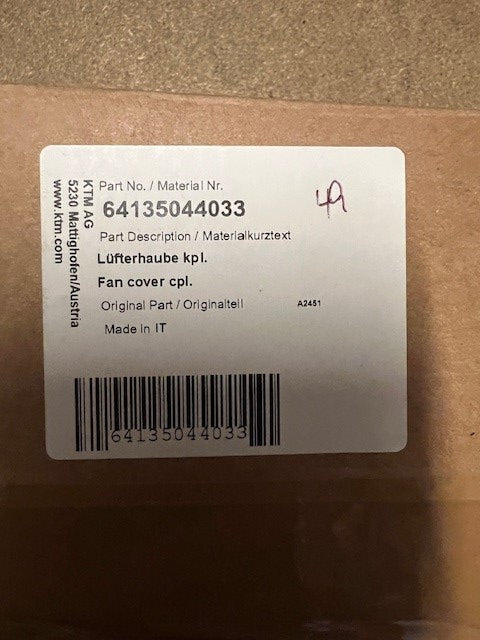 KTM AG
5230 Mattighofen/Austria
www.ktm.com
Part No. / Material Nr.
64135044033
49
Part Description / Materialkurztext
Lüfterhaube kpl.
Fan cover cpl.
Original Part / Originalteil
A2451
Made in IT
64135044033